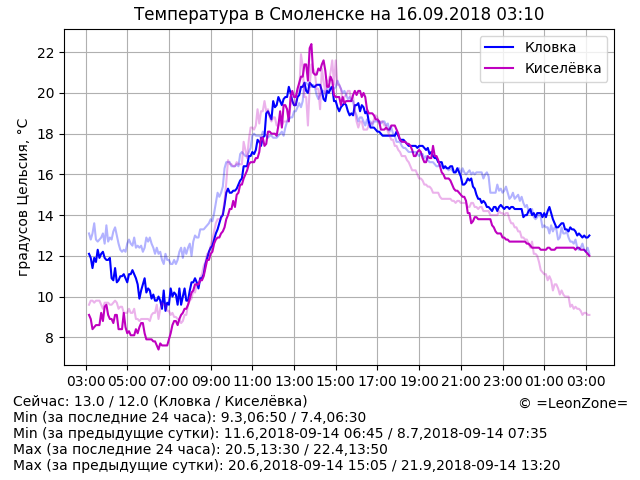 Температура в Смоленске на 16.09.2018 03:10
градусов Цельсия, °C
22
20
18
16
14
12
10
8
Кловка
Киселёвка
03:00 05:00 07:00 09:00 11:00 13:00 15:00 17:00 19:00 21:00 23:00 01:00 03:00
Сейчас: 13.0 / 12.0 (Кловка / Киселёвка)
© =LeonZone=
Min (за последние 24 часа): 9.3,06:50 / 7.4,06:30
Min (за предыдущие сутки): 11.6,2018-09-14 06:45 / 8.7,2018-09-14 07:35
Max (за последние 24 часа): 20.5,13:30 / 22.4,13:50
Max (за предыдущие сутки): 20.6,2018-09-14 15:05 / 21.9,2018-09-14 13:20